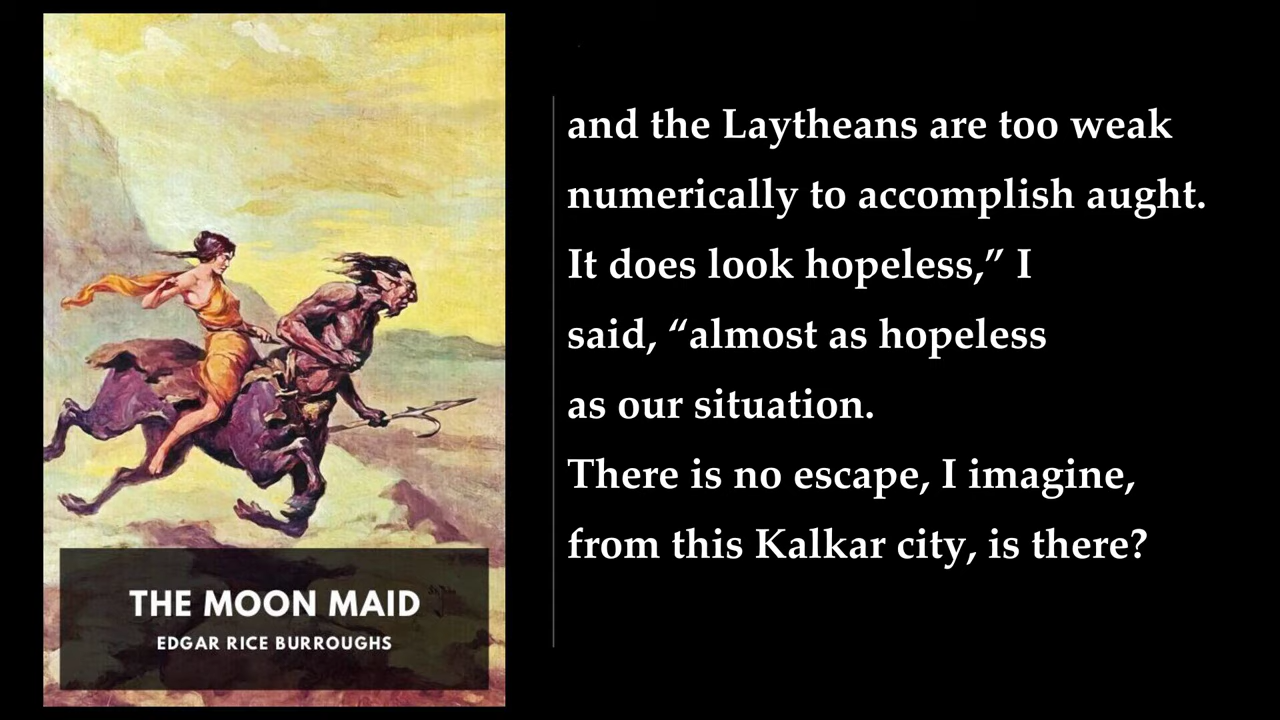 THE MOON MAID
EDGAR RICE BURROUGHS
and the Laytheans are too weak
numerically to accomplish aught.
It does look hopeless,” I
said, “almost as hopeless
as our situation.
There is no escape, I imagine,
from this Kalkar city, is there?